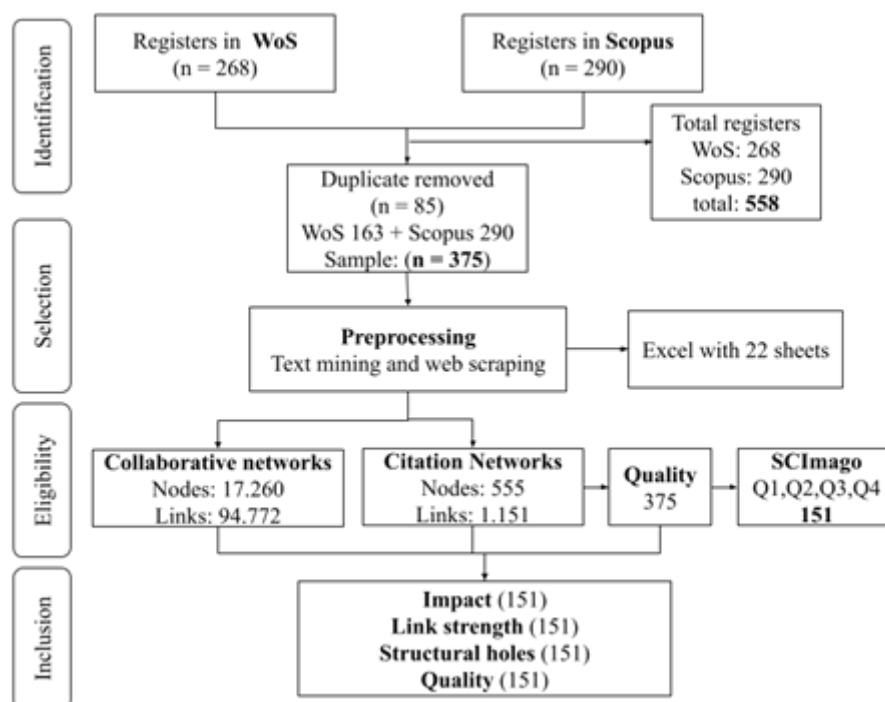 Identification
Registers in WoS
(n = 268)
Registers in Scopus
(n = 290)
Total registers
WoS: 268
Scopus: 290
total: 558
Duplicate removed
(n = 85)
WoS 163 + Scopus 290
Sample: (n = 375)
Selection
Preprocessing
Text mining and web scraping
Excel with 22 sheets
Eligibility
Collaborative networks
Nodes: 17.260
Links: 94.772
Citation Networks
Nodes: 555
Links: 1.151
Quality
375
SCImago
Q1,Q2,Q3,Q4
151
Inclusion
Impact (151)
Link strength (151)
Structural holes (151)
Quality (151)